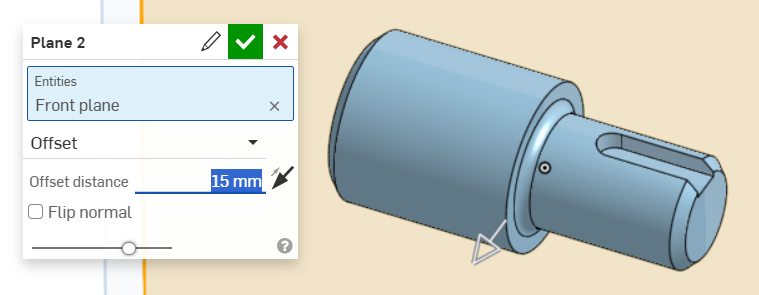 Plane 2
Entities
Front plane
Offset
Offset distance 15 mm
Flip normal